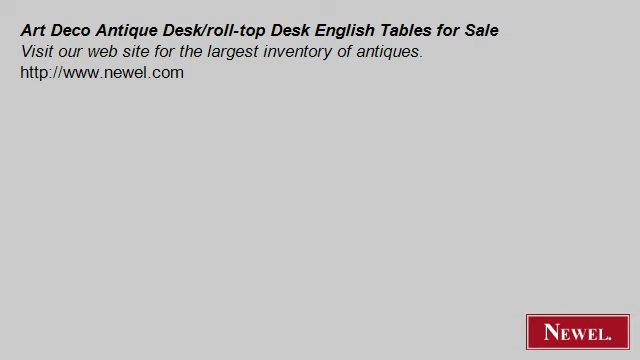 Art Deco Antique Desk/roll-top Desk English Tables for Sale
Visit our web site for the largest inventory of antiques.
http://www.newel.com
NEWEL.